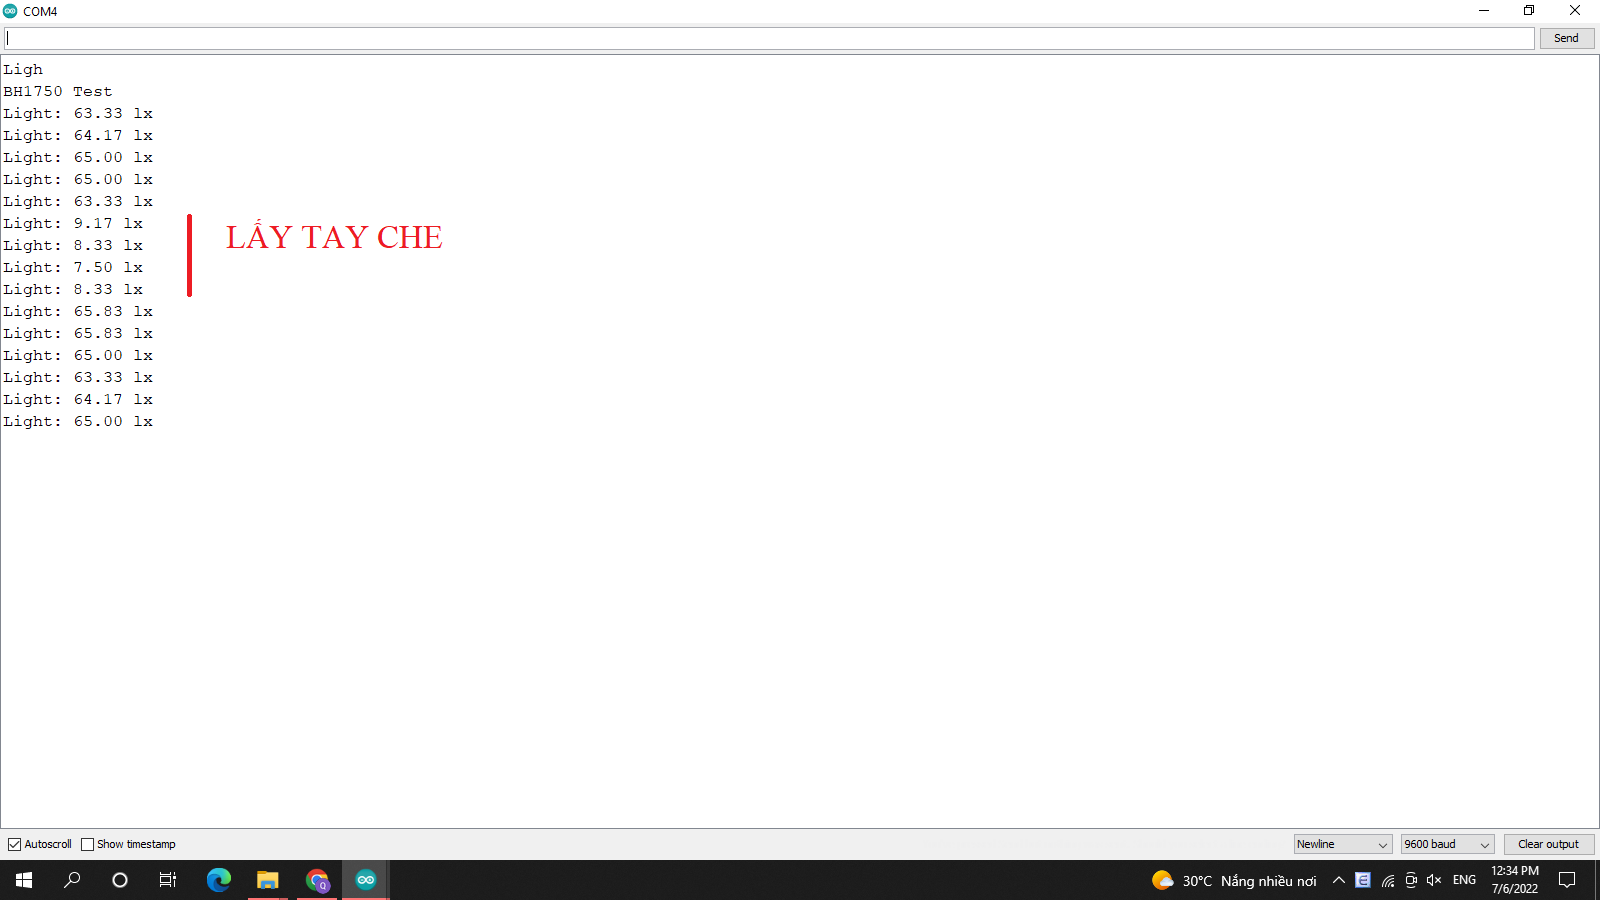 COM4
Send
Ligh
BH1750 Test
Light: 63.33 lx
Light: 64.17 lx
Light: 65.00 lx
Light: 65.00 lx
Light: 63.33 lx
Light: 9.17 lx
Light: 8.33 lx
Light: 7.50 lx
Light: 8.33 lx
LẤY TAY CHE
Light: 65.83 lx
Light: 65.83 lx
Light: 65.00 lx
Light: 63.33 lx
Light: 64.17 lx
Light: 65.00 lx
Autoscroll Show timestamp Newline 9600 baud Clear output
30°C Nắng nhiều nơi ENG 12:34 PM
7/6/2022